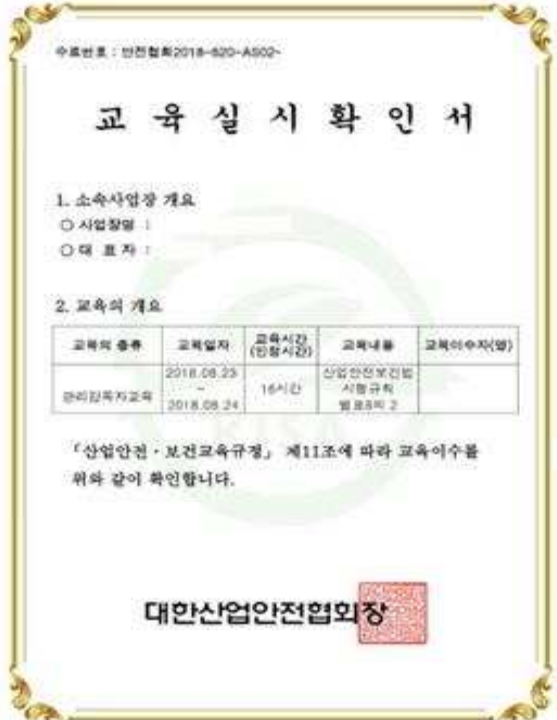 수료번호 : 안전협회2018-620-AS02-
교 육 실 시 확 인 서
1. 소속사업장 개요
○ 사업장명 :
○ 대 표 자 :
2. 교육의 개요
교육의 종류 교육일자 교육시간(인정시간) 교육내용 교육이수자(명)
관리감독자교육 2018.08.23 ~ 2018.08.24 16시간 산업안전보건법 시행규칙 별표8의 2
KISA
「산업안전·보건교육규정」 제11조에 따라 교육이수를
위와 같이 확인합니다.
대한산업안전협회장